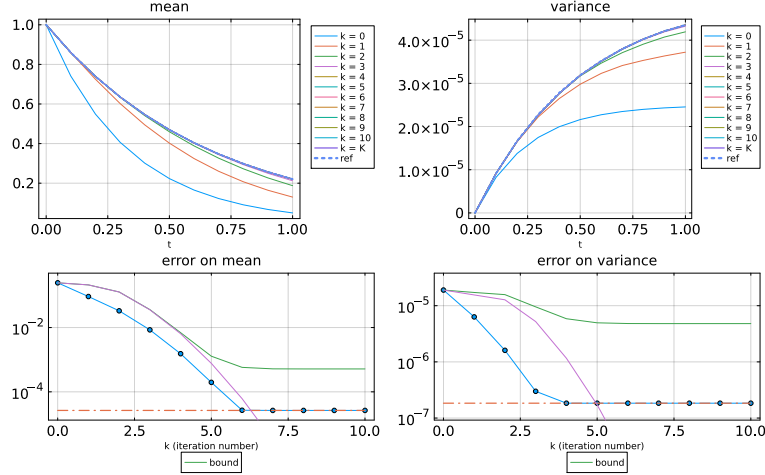 mean
1.0
0.8
0.6
0.4
0.2
0.00
0.25
0.50
0.75
1.00
t
k = 0
k = 1
k = 2
k = 3
k = 4
k = 5
k = 6
k = 7
k = 8
k = 9
k = 10
k = K
ref
variance
4.0×10⁻⁵
3.0×10⁻⁵
2.0×10⁻⁵
1.0×10⁻⁵
0
0.00
0.25
0.50
0.75
1.00
t
k = 0
k = 1
k = 2
k = 3
k = 4
k = 5
k = 6
k = 7
k = 8
k = 9
k = 10
k = K
ref
error on mean
10⁻²
10⁻⁴
0.0
2.5
5.0
7.5
10.0
k (iteration number)
bound
error on variance
10⁻⁵
10⁻⁶
10⁻⁷
0.0
2.5
5.0
7.5
10.0
k (iteration number)
bound